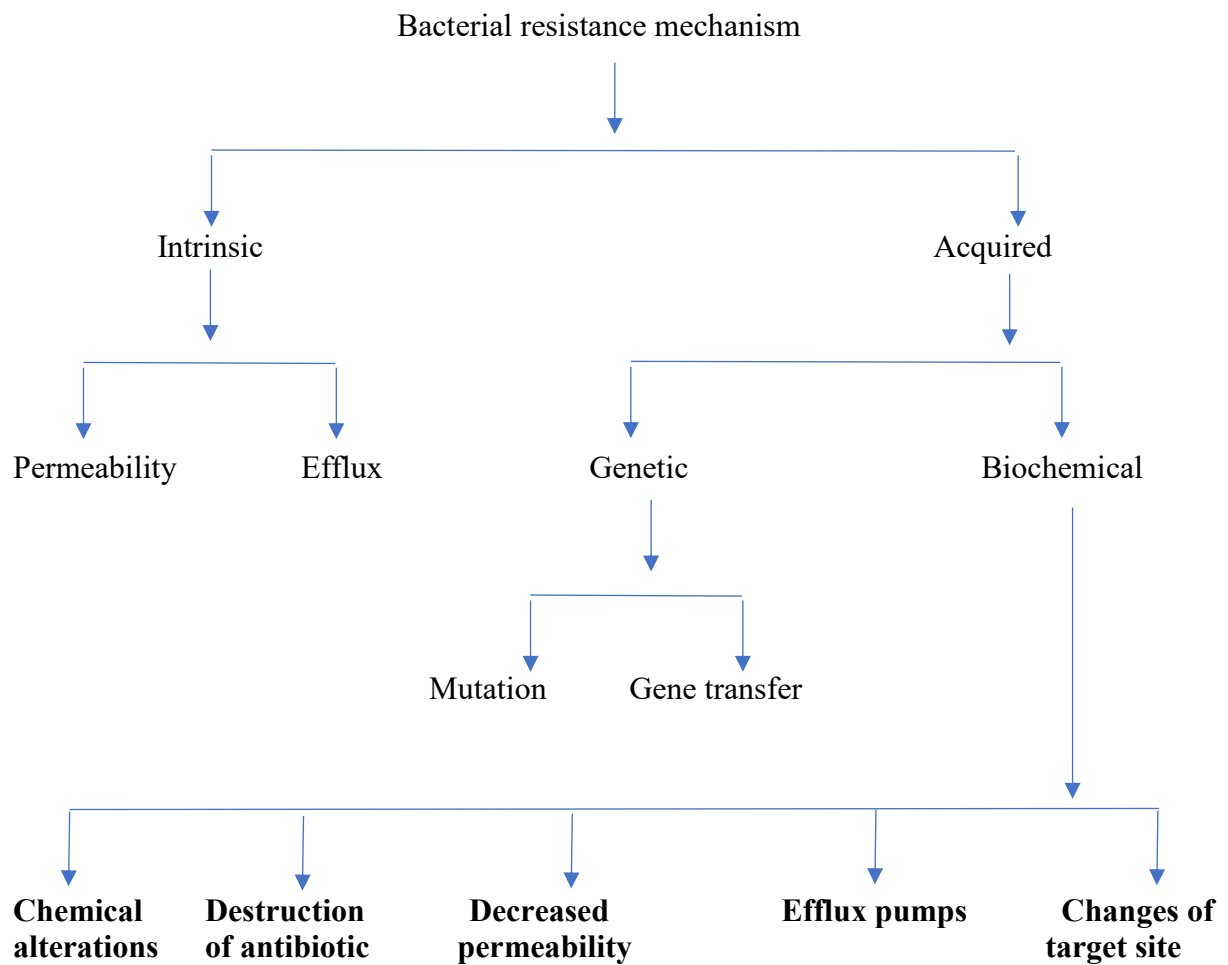 Bacterial resistance mechanism
Intrinsic
Acquired
Permeability
Efflux
Genetic
Biochemical
Mutation
Gene transfer
Chemical
alterations
Destruction
of antibiotic
Decreased
permeability
Efflux pumps
Changes of
target site